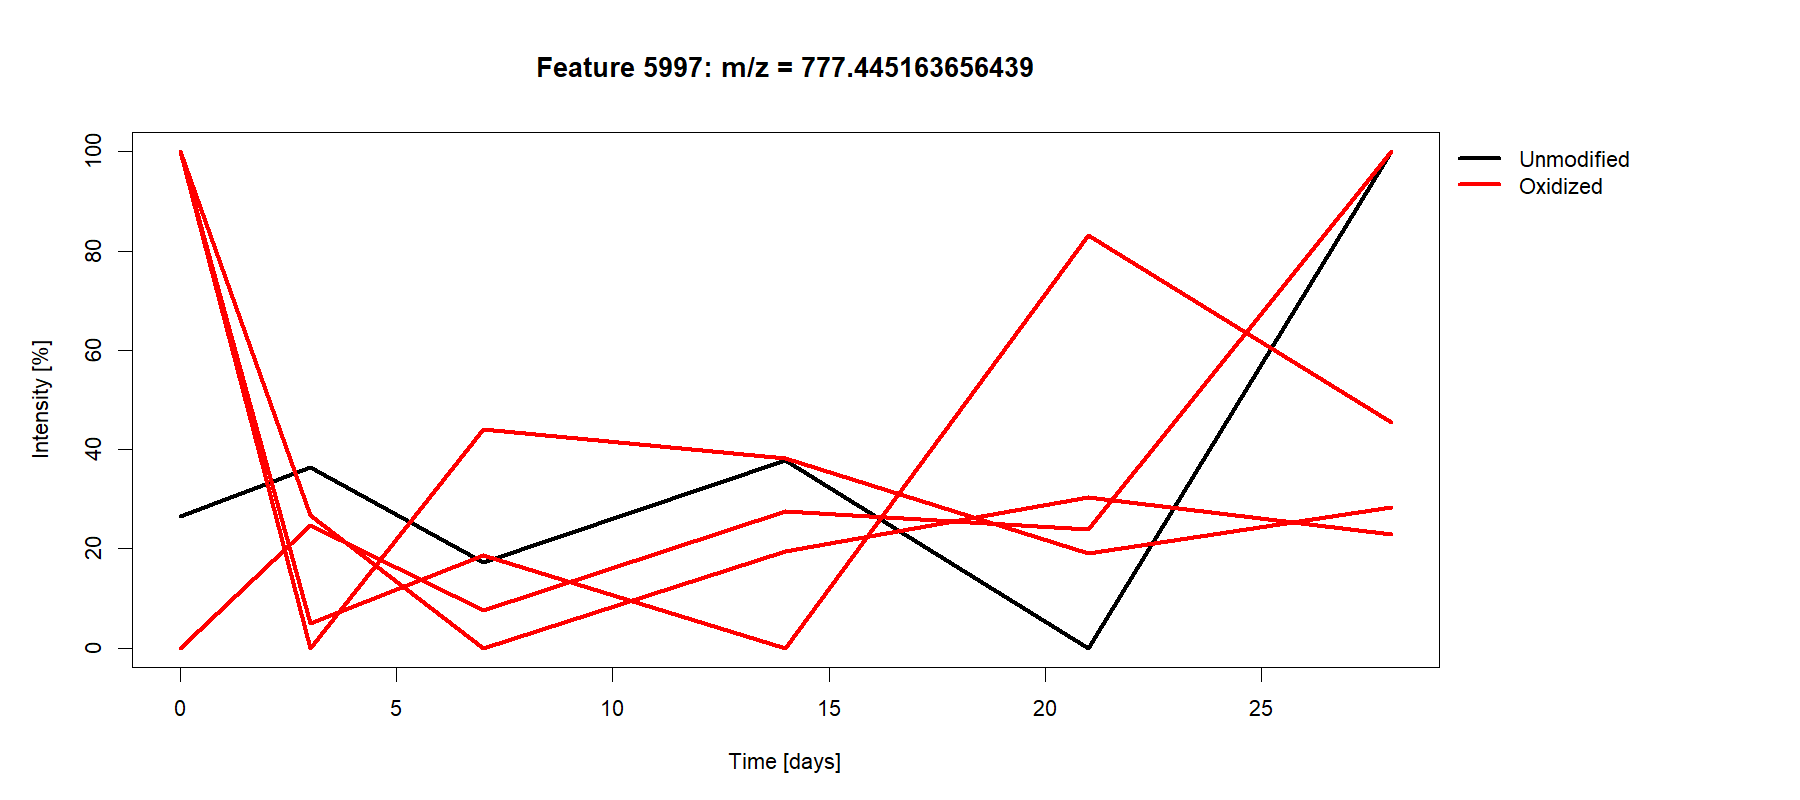 Feature 5997: m/z = 777.445163656439
Unmodified
Oxidized
Intensity [%]
100
80
60
40
20
0
0 5 10 15 20 25
Time [days]